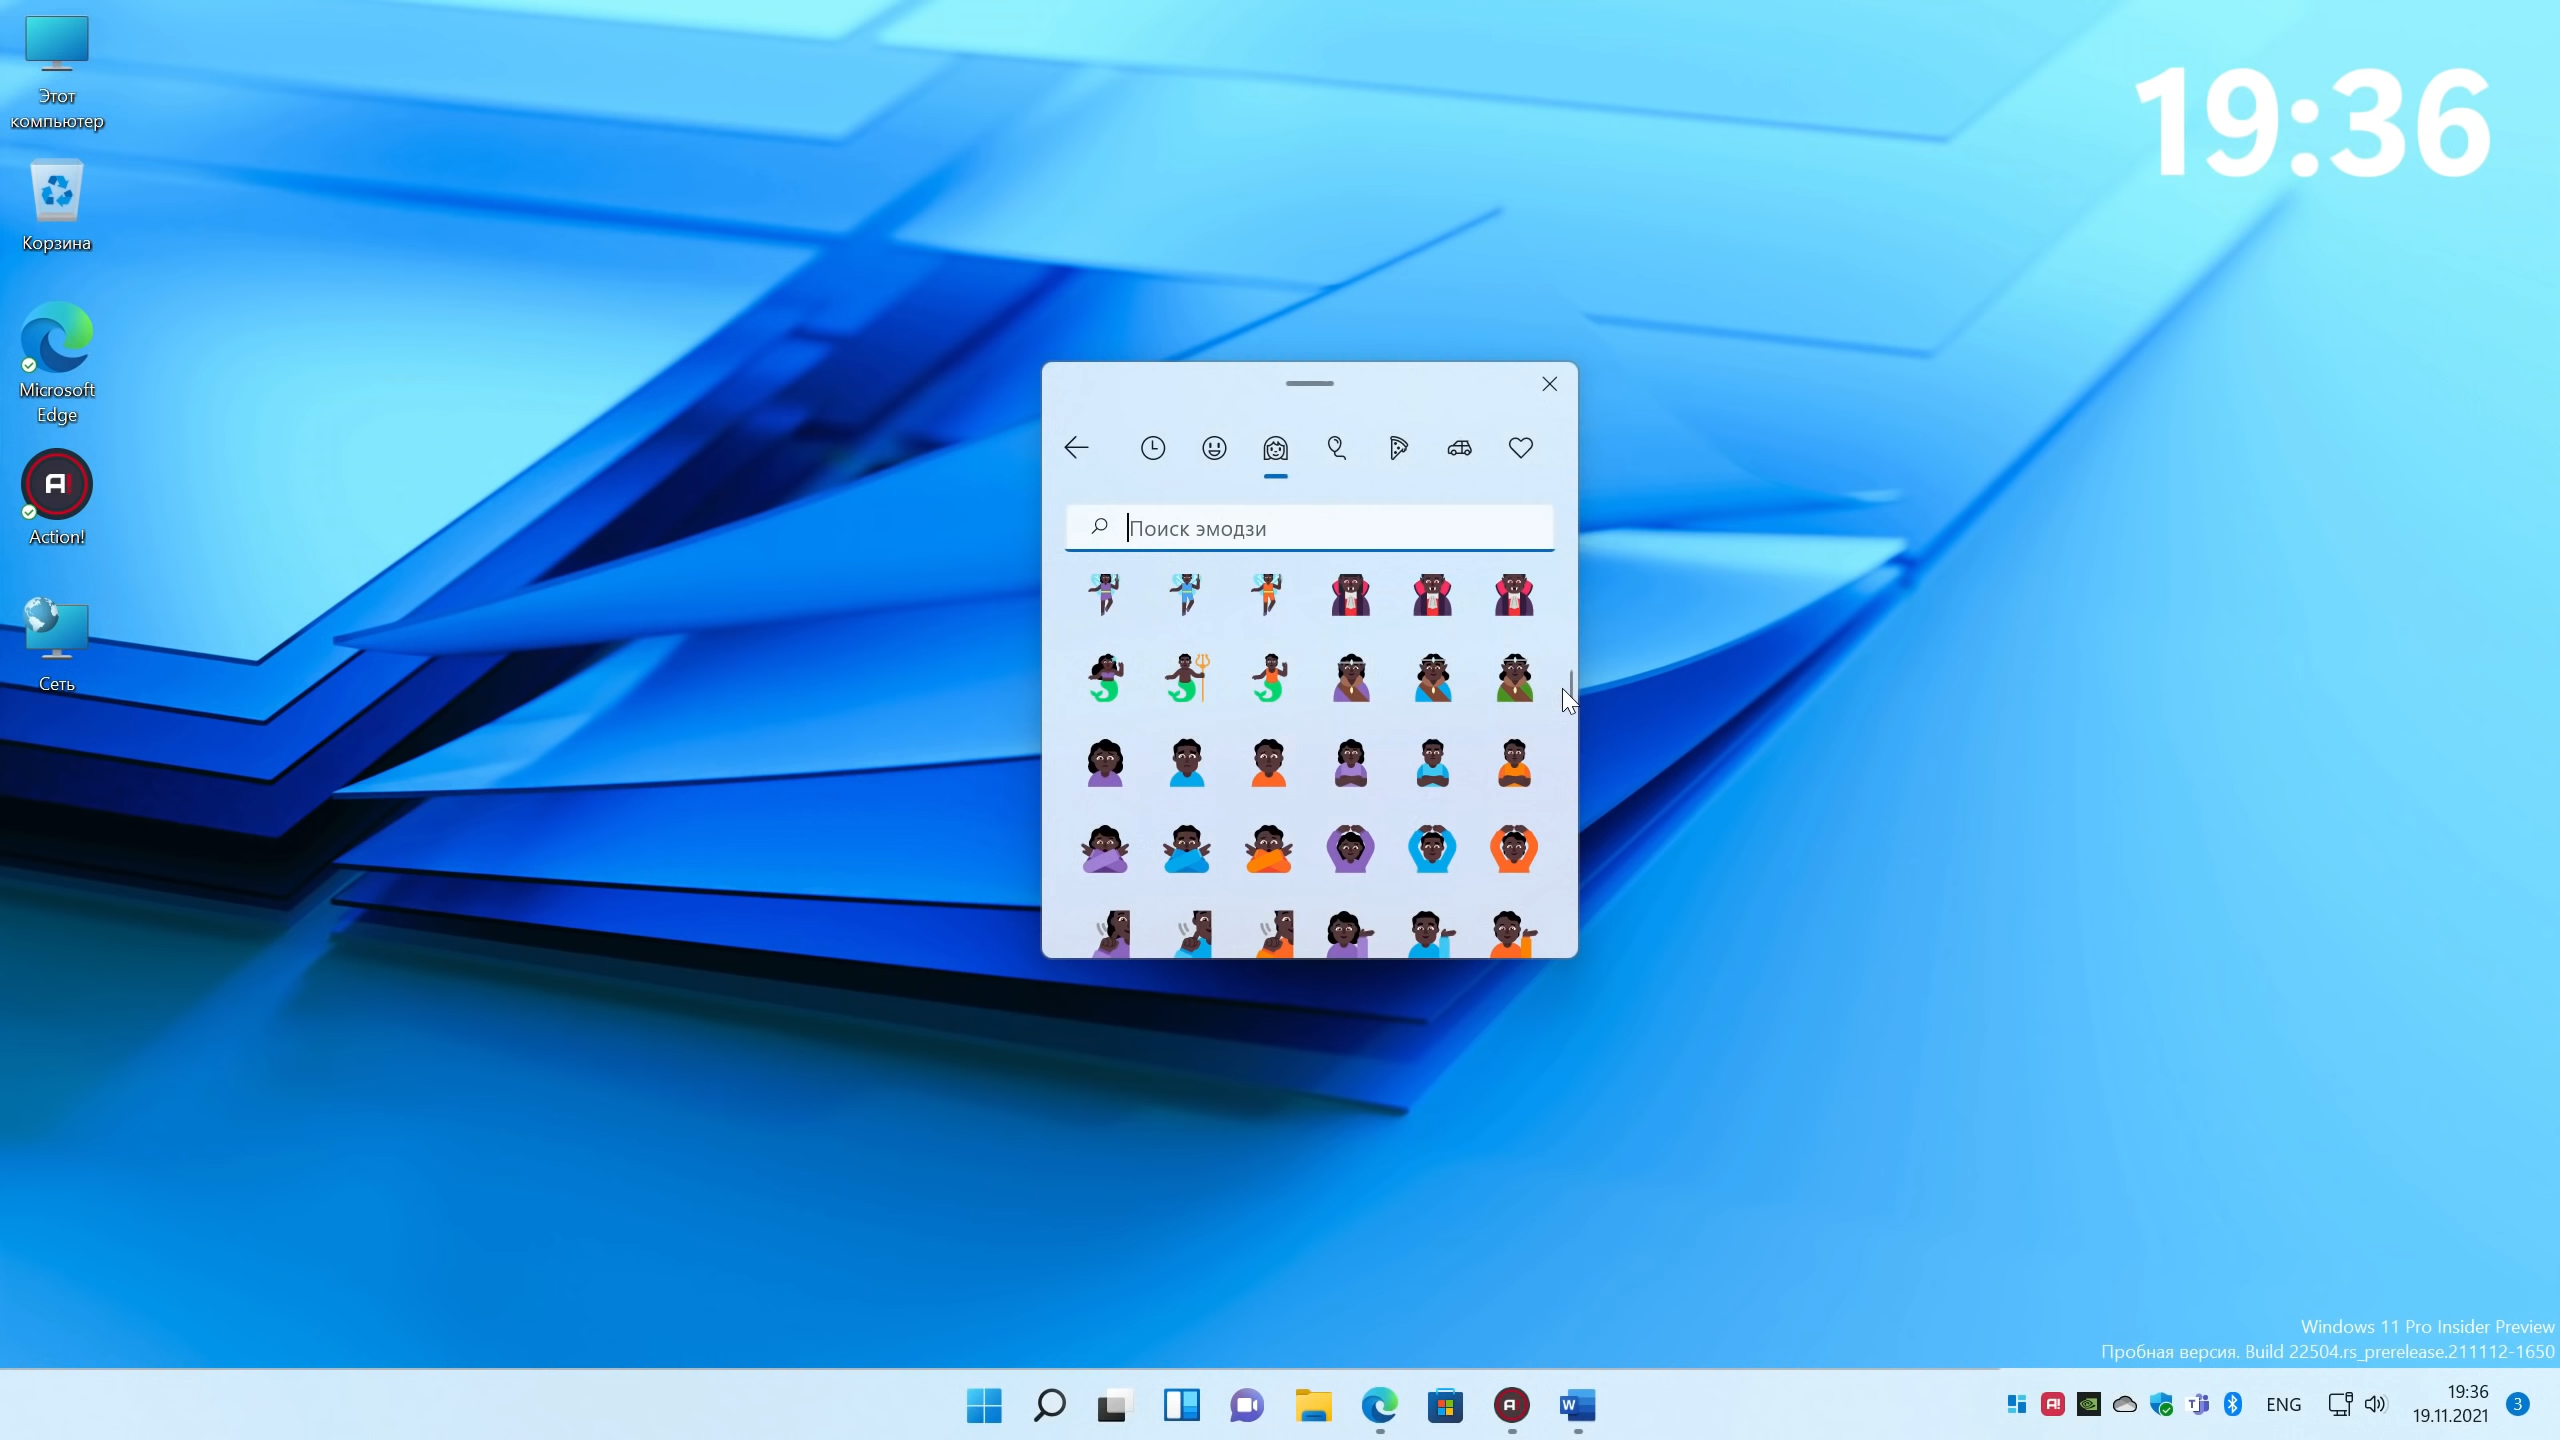 Этот
компьютер
Корзина
Microsoft
Edge
A!
Action!
Сеть
19:36
Поиск эмодзи
Windows 11 Pro Insider Preview
Пробная версия. Build 22504.rs_prerelease.211112-1650
A!
W
A!
T
ENG
19:36
19.11.2021
3